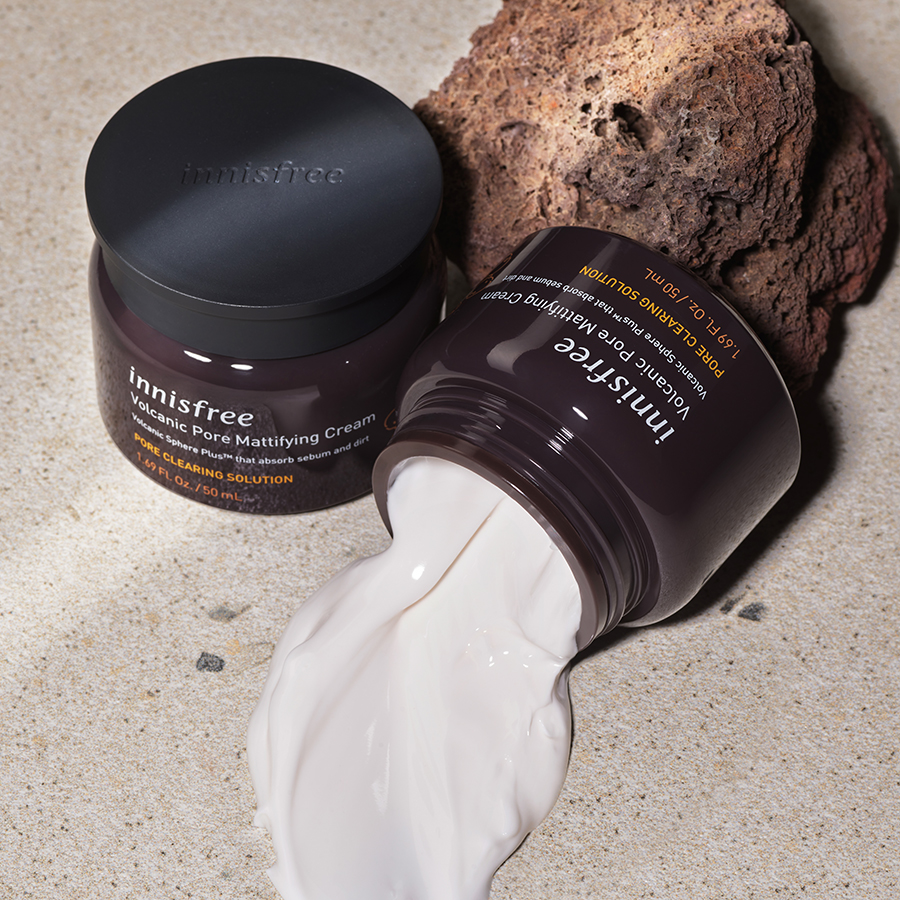 innisfree
innisfree
Volcanic Pore Mattifying Cream
Volcanic Sphere Plus™ that absorb sebum and dirt
PORE CLEARING SOLUTION
1.69 FL. OZ. / 50 mL
innisfree
Volcanic Pore Mattifying Cream
Volcanic Sphere Plus™ that absorb sebum and dirt
PORE CLEARING SOLUTION
1.69 FL. OZ. / 50 mL